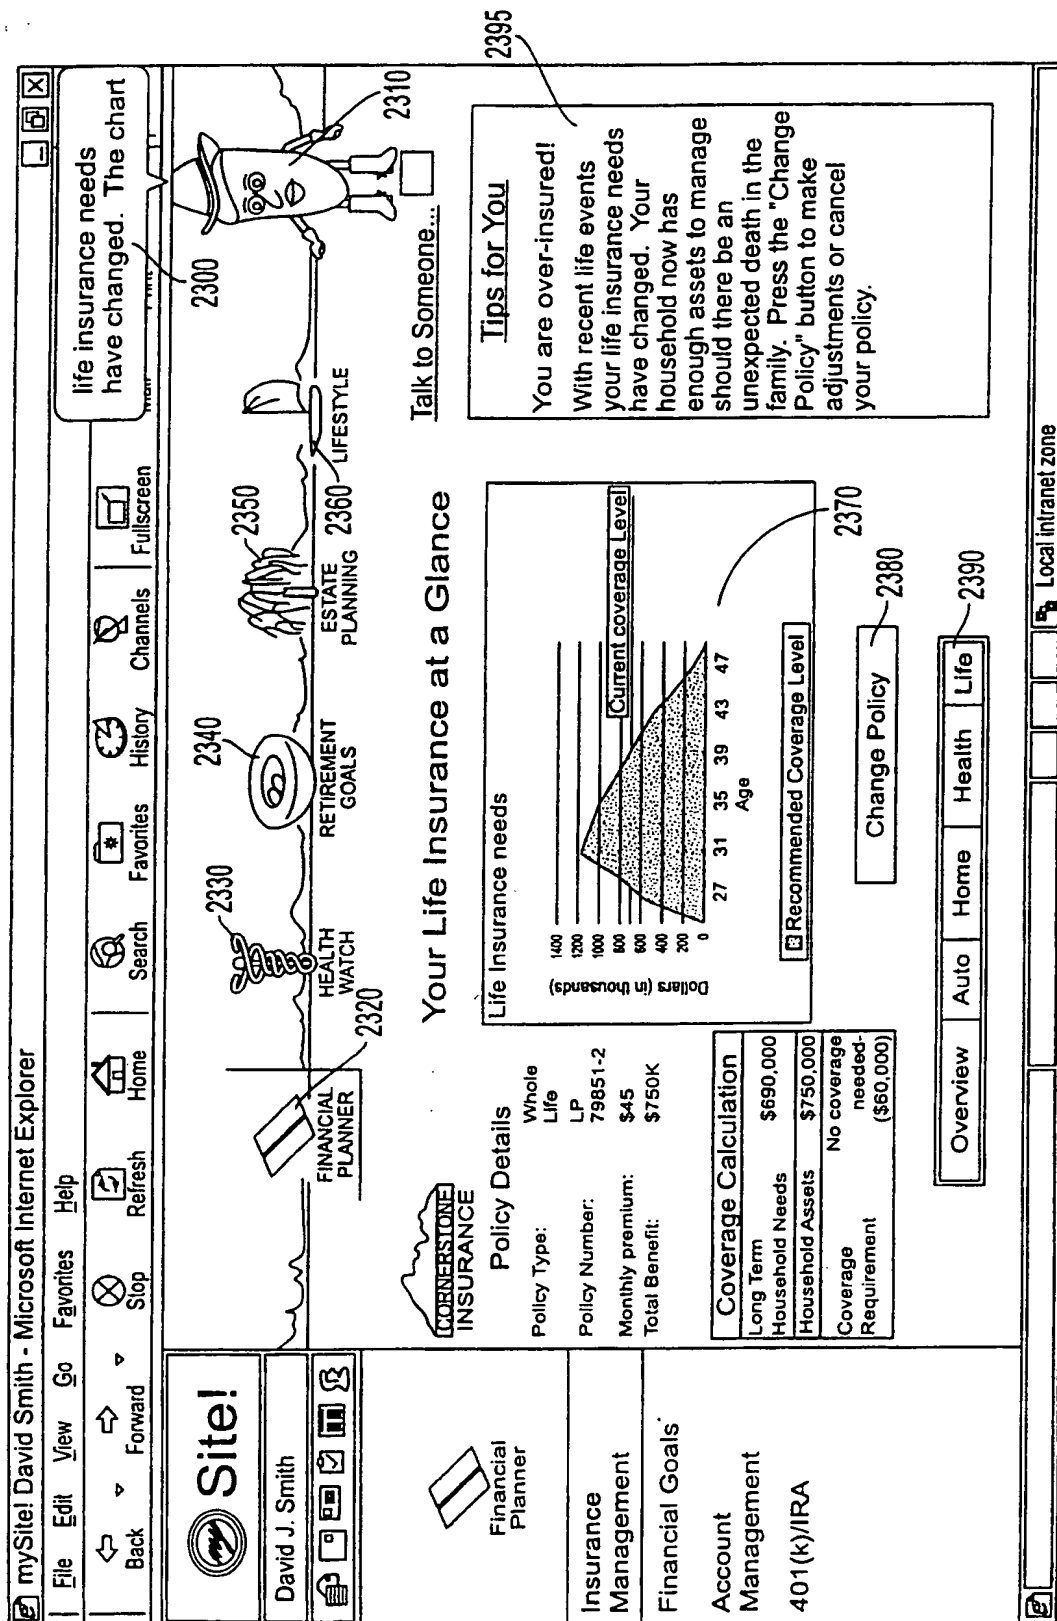 mySite! David Smith - Microsoft Internet Explorer
File Edit View Go Favorites Help
Back Forward Stop Refresh Home Search Favorites History Channels Fullscreen
life insurance needs
have changed. The chart
2300
my Site!
David J. Smith
Financial
Planner
Insurance
Management
Financial Goals
Account
Management
401(k)/IRA
FINANCIAL
PLANNER
2320
HEALTH
WATCH
2330
RETIREMENT
GOALS
2340
ESTATE
PLANNING
2350
LIFESTYLE
2360
2310
Talk to Someone...
CORNERSTONE
INSURANCE
Your Life Insurance at a Glance
Policy Details
Policy Type: Whole
Life
Policy Number: LP
79851-2
Monthly premium: $45
Total Benefit: $750K
Coverage Calculation
Long Term
Household Needs $690,000
Household Assets $750,000
Coverage No coverage
Requirement needed-
($60,000)
Life Insurance needs
Dollars (in thousands)
1400
1200
1000
800
600
400
200
0
27 31 35 39 43 47
Age
Current coverage Level
Recommended Coverage Level
2370
Change Policy
2380
Overview Auto Home Health Life
2390
Tips for You
You are over-insured!
With recent life events
your life insurance needs
have changed. Your
household now has
enough assets to manage
should there be an
unexpected death in the
family. Press the "Change
Policy" button to make
adjustments or cancel
your policy.
2395
Local intranet zone